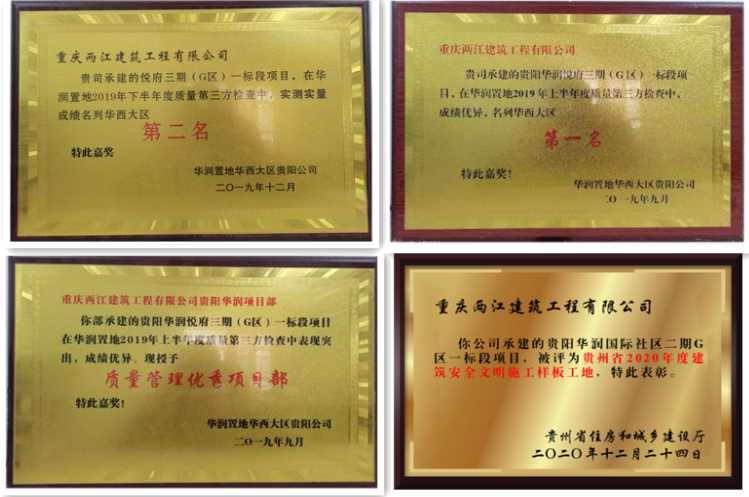 重庆两江建筑工程有限公司
贵司承建的悦府三期（G区）一标段项目，在华
润置地2019年下半年度质量第三方检查中，实测实量
成绩名列华西大区
第二名
特此嘉奖
华润置地华西大区贵阳公司
二〇一九年十二月
重庆两江建筑工程有限公司
贵司承建的贵阳华润悦府三期（G区）一标段项
目，在华润置地2019年上半年度质量第三方检查中，
成绩优异，名列华西大区
第一名
特此嘉奖！
华润置地华西大区贵阳公司
二〇一九年九月
重庆两江建筑工程有限公司贵阳华润项目部
你部承建的贵阳华润悦府三期（G区）一标段项目
在华润置地2019年上半年度质量第三方检查中表现突
出，成绩优异。现授予
质量管理优秀项目部
特此嘉奖！
华润置地华西大区贵阳公司
二〇一九年九月
重庆两江建筑工程有限公司
你公司承建的贵阳华润国际社区二期G
区一标段项目，被评为贵州省2020年度建
筑安全文明施工样板工地，特此表彰。
贵州省住房和城乡建设厅
二〇二〇年十二月二十四日